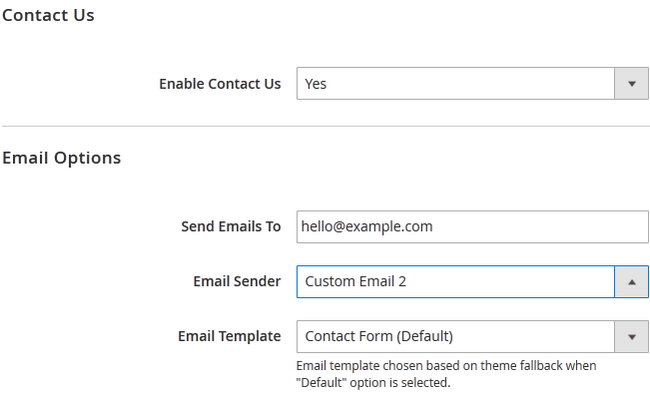 Contact Us
Enable Contact Us Yes
Email Options
Send Emails To hello@example.com
Email Sender Custom Email 2
Email Template Contact Form (Default)
Email template chosen based on theme fallback when
"Default" option is selected.